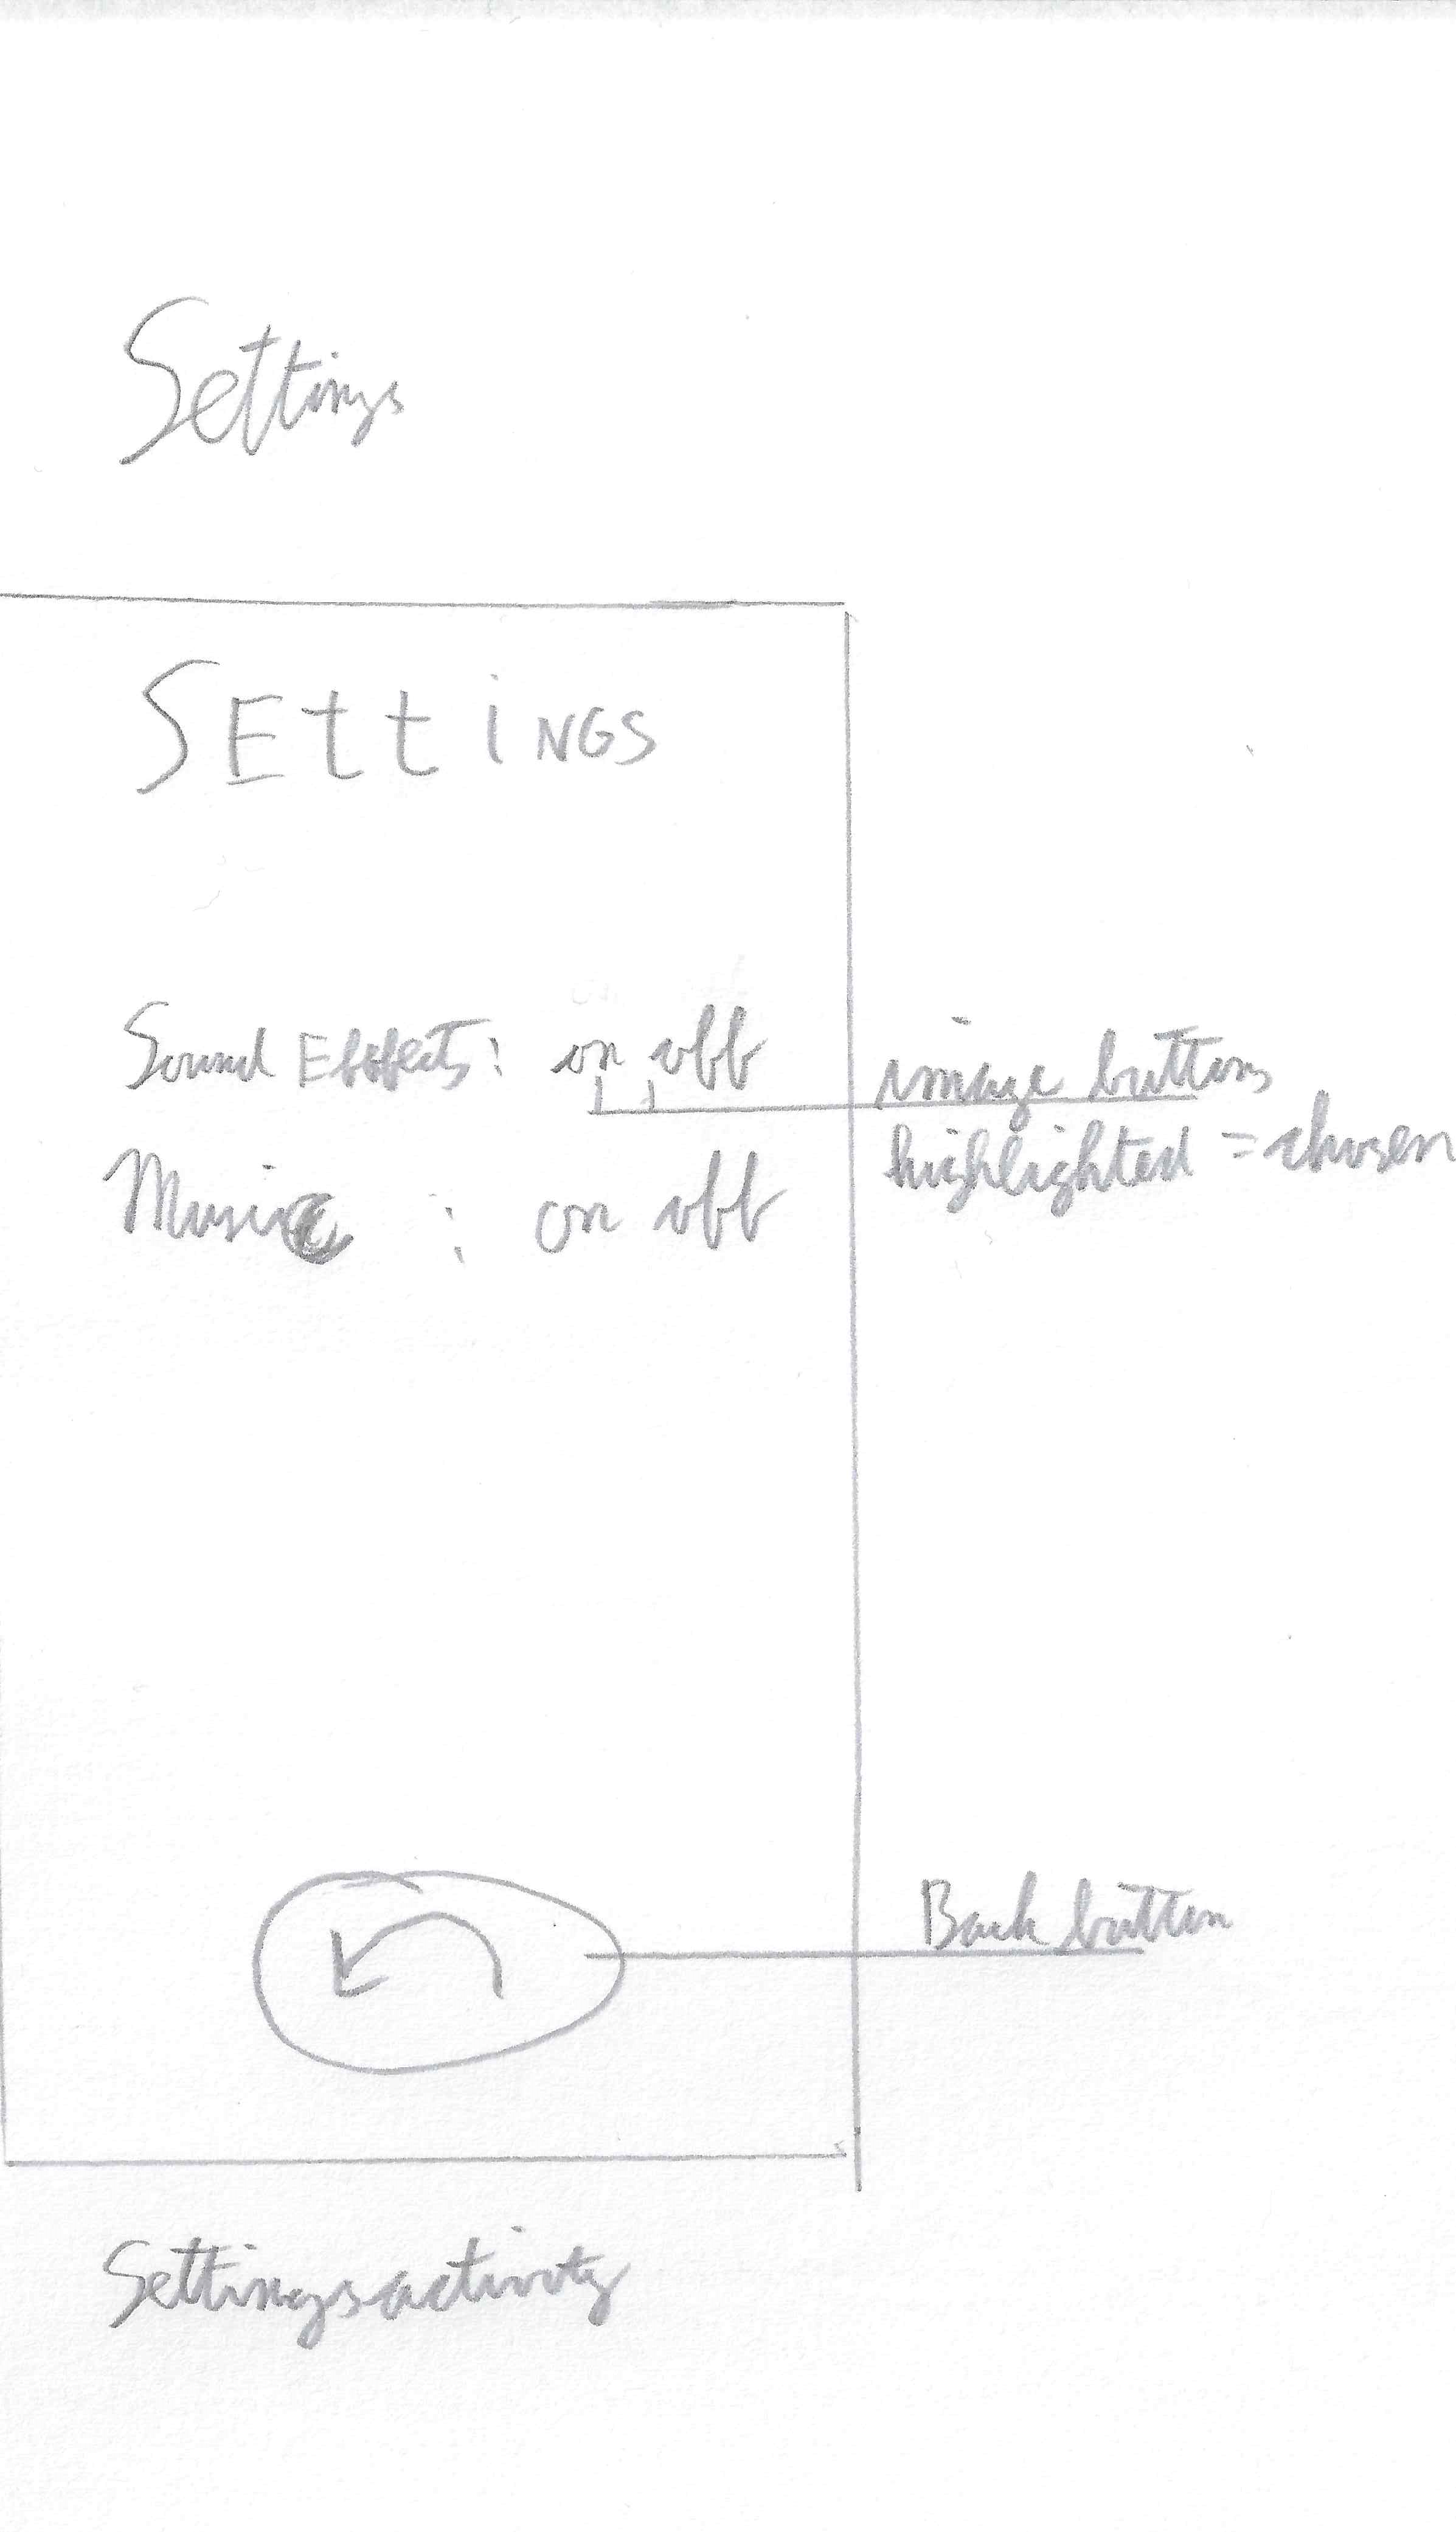 Settings
SEttiNGS
Sound Effects: on off
image buttons
highlighted = chosen
Music : on off
Back button
Settingsactivity